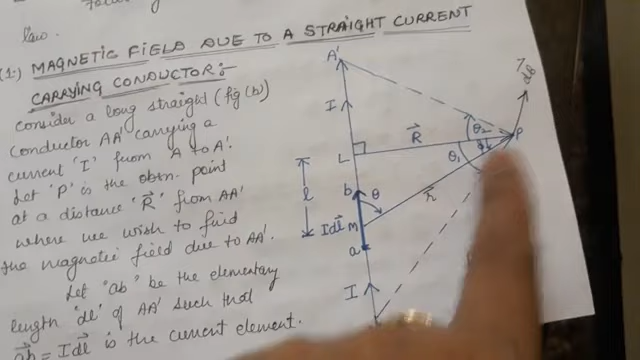 law.
(1.) MAGNETIC FIELD DUE TO A STRAIGHT CURRENT
CARRYING CONDUCTOR:-
Consider a long straight (fig(b))
Conductor AA' carrying a
current 'I' from A to A'.
Let 'P' is the obtn. point
at a distance 'R' from AA'
where we wish to find
the magnetic field due to AA'.
Let "ab" be the elementary
length 'dl' of AA' such that
ab = Idl is the current element.
A'
I
L
R
θ2
θ1
P
dB
l
b
θ
r
Idl
M
a
I